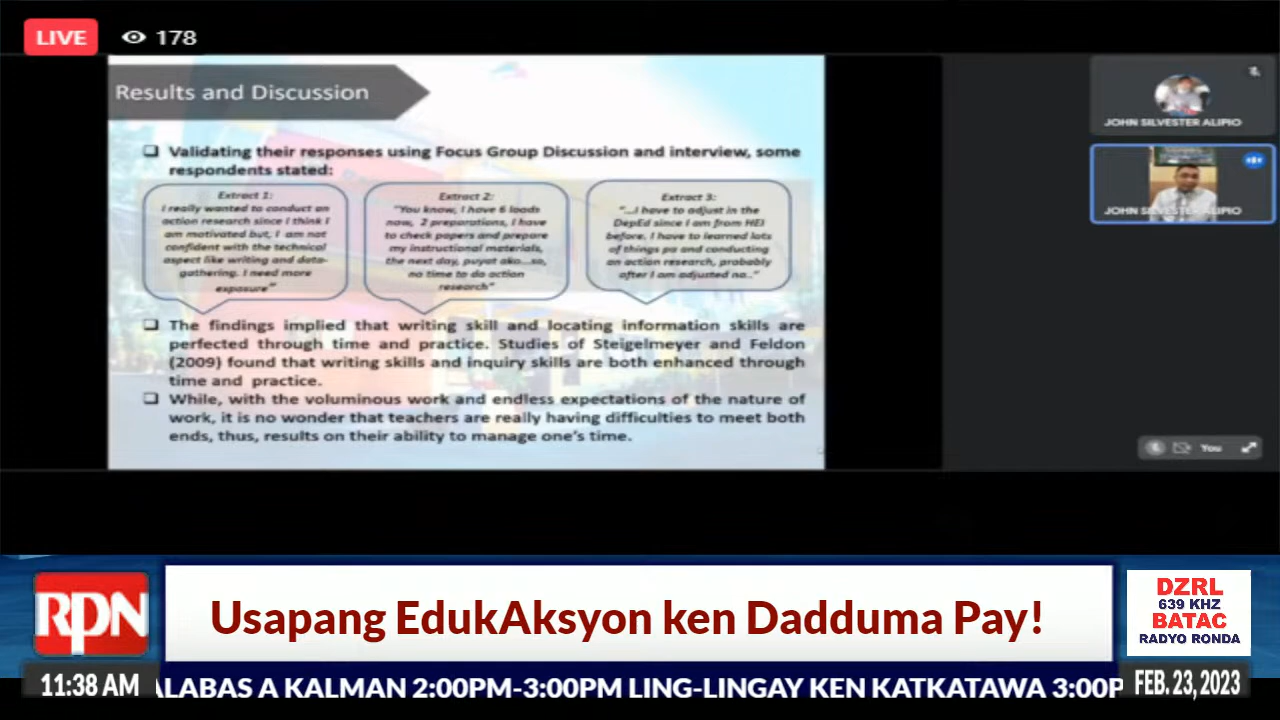 LIVE 178
Results and Discussion
JOHN SILVESTER ALIPIO
❑ Validating their responses using Focus Group Discussion and interview, some
respondents stated:
JOHN SILVESTER ALIPIO
Extract 1:
I really wanted to conduct an
action research since I think I
am motivated but, I am not
confident with the technical
aspect like writing and data-
gathering. I need more
exposure"
Extract 2:
"You know, I have 6 loads
now, 2 preparations, I have
to check papers and prepare
my instructional materials,
the next day, puyat ako...so,
no time to do action
research"
Extract 3:
"...I have to adjust in the
DepEd since I am from HEI
before, I have to learned lots
of things pa and conducting
an action research, probably
after I am adjusted na.."
❑ The findings implied that writing skill and locating information skills are
perfected through time and practice. Studies of Steigelmeyer and Feldon
(2009) found that writing skills and inquiry skills are both enhanced through
time and practice.
❑ While, with the voluminous work and endless expectations of the nature of
work, it is no wonder that teachers are really having difficulties to meet both
ends, thus, results on their ability to manage one's time.
You
RPN
Usapang EdukAksyon ken Dadduma Pay!
DZRL
639 KHZ
BATAC
RADYO RONDA
11:38 AM
ALABAS A KALMAN 2:00PM-3:00PM LING-LINGAY KEN KATKATAWA 3:00P
FEB. 23, 2023